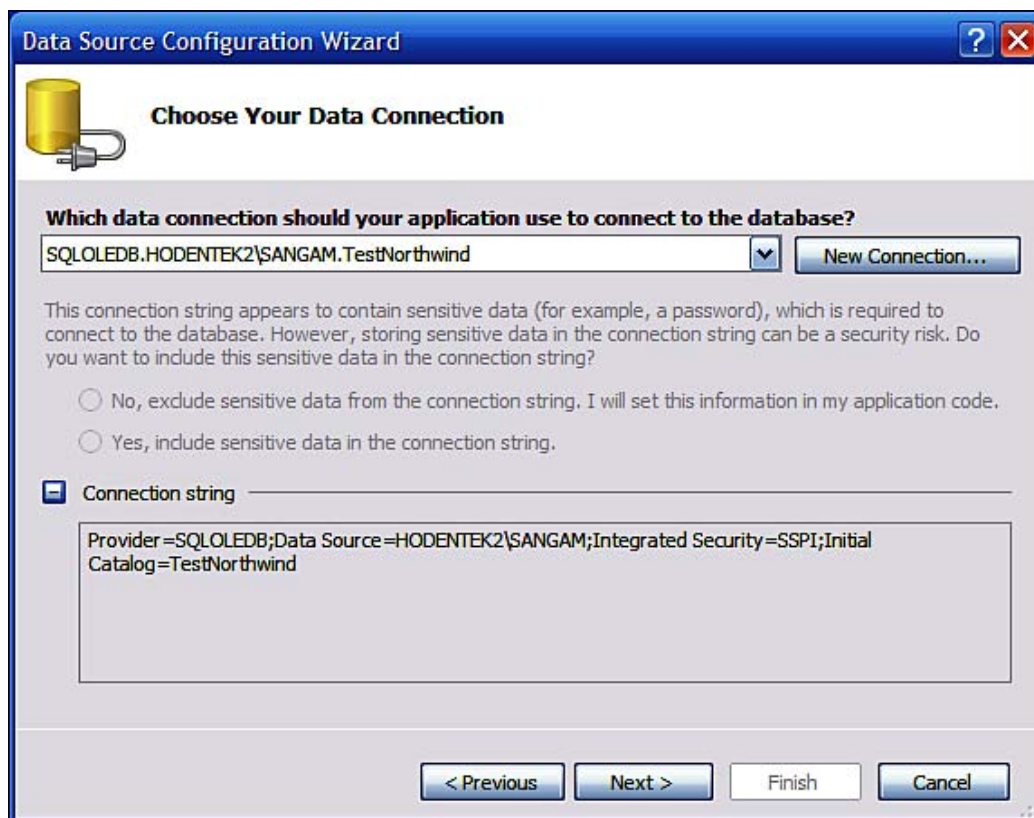 Data Source Configuration Wizard
Choose Your Data Connection
Which data connection should your application use to connect to the database?
SQLOLEDB.HODENTEK2\SANGAM.TestNorthwind
New Connection...
This connection string appears to contain sensitive data (for example, a password), which is required to
connect to the database. However, storing sensitive data in the connection string can be a security risk. Do
you want to include this sensitive data in the connection string?
No, exclude sensitive data from the connection string. I will set this information in my application code.
Yes, include sensitive data in the connection string.
Connection string
Provider=SQLOLEDB;Data Source=HODENTEK2\SANGAM;Integrated Security=SSPI;Initial
Catalog=TestNorthwind
< Previous
Next >
Finish
Cancel